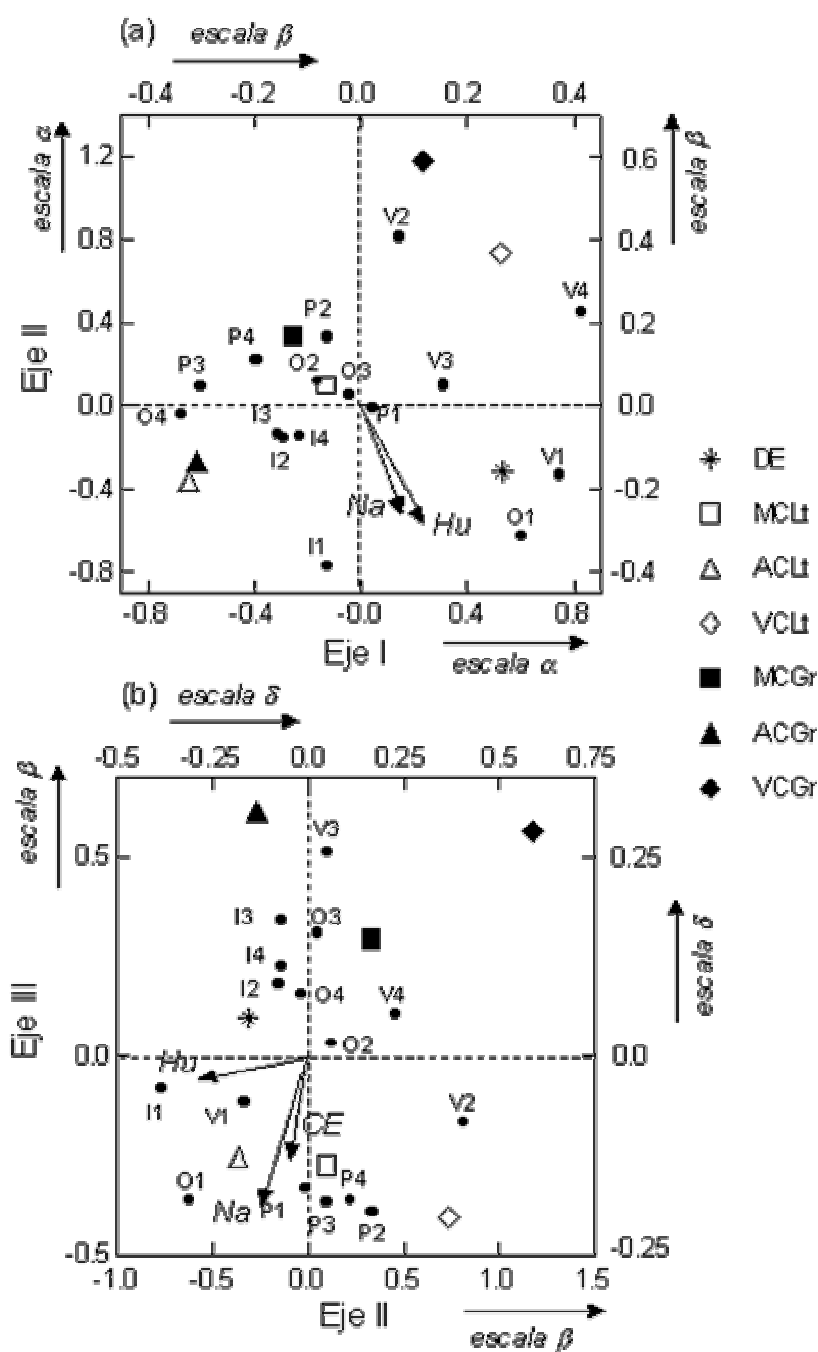 (a) escala β
-0.4 -0.2 0.0 0.2 0.4
escala α
Eje II
1.2
0.8
0.4
0.0
-0.4
-0.8
escala β
0.6
0.4
0.2
0.0
-0.2
-0.4
V2
V4
P2
P4
P3
O2
O3
V3
O4
P1
I3
I2
I4
V1
Na
Hu
O1
I1
-0.8 -0.4 -0.0 0.4 0.8
Eje I
escala α
DE
MCLt
ACLt
VCLt
MCGr
ACGr
VCGr
(b) escala δ
-0.5 -0.25 0.0 0.25 0.5 0.75
escala β
Eje III
0.5
0.0
-0.5
0.25
0.0
-0.25
escala δ
V3
I3
O3
I4
I2
O4
V4
O2
Hu
I1
V1
CE
V2
O1
Na
P1
P3
P4
P2
-1.0 -0.5 0.0 0.5 1.0 1.5
Eje II
escala β